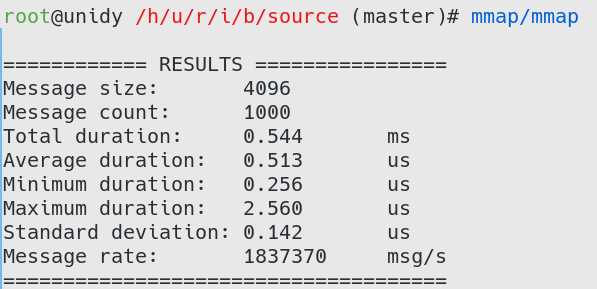 root@unidy /h/u/r/i/b/source (master)# mmap/mmap
============ RESULTS ================
Message size:       4096
Message count:      1000
Total duration:     0.544       ms
Average duration:   0.513       us
Minimum duration:   0.256       us
Maximum duration:   2.560       us
Standard deviation: 0.142       us
Message rate:       1837370     msg/s
=====================================